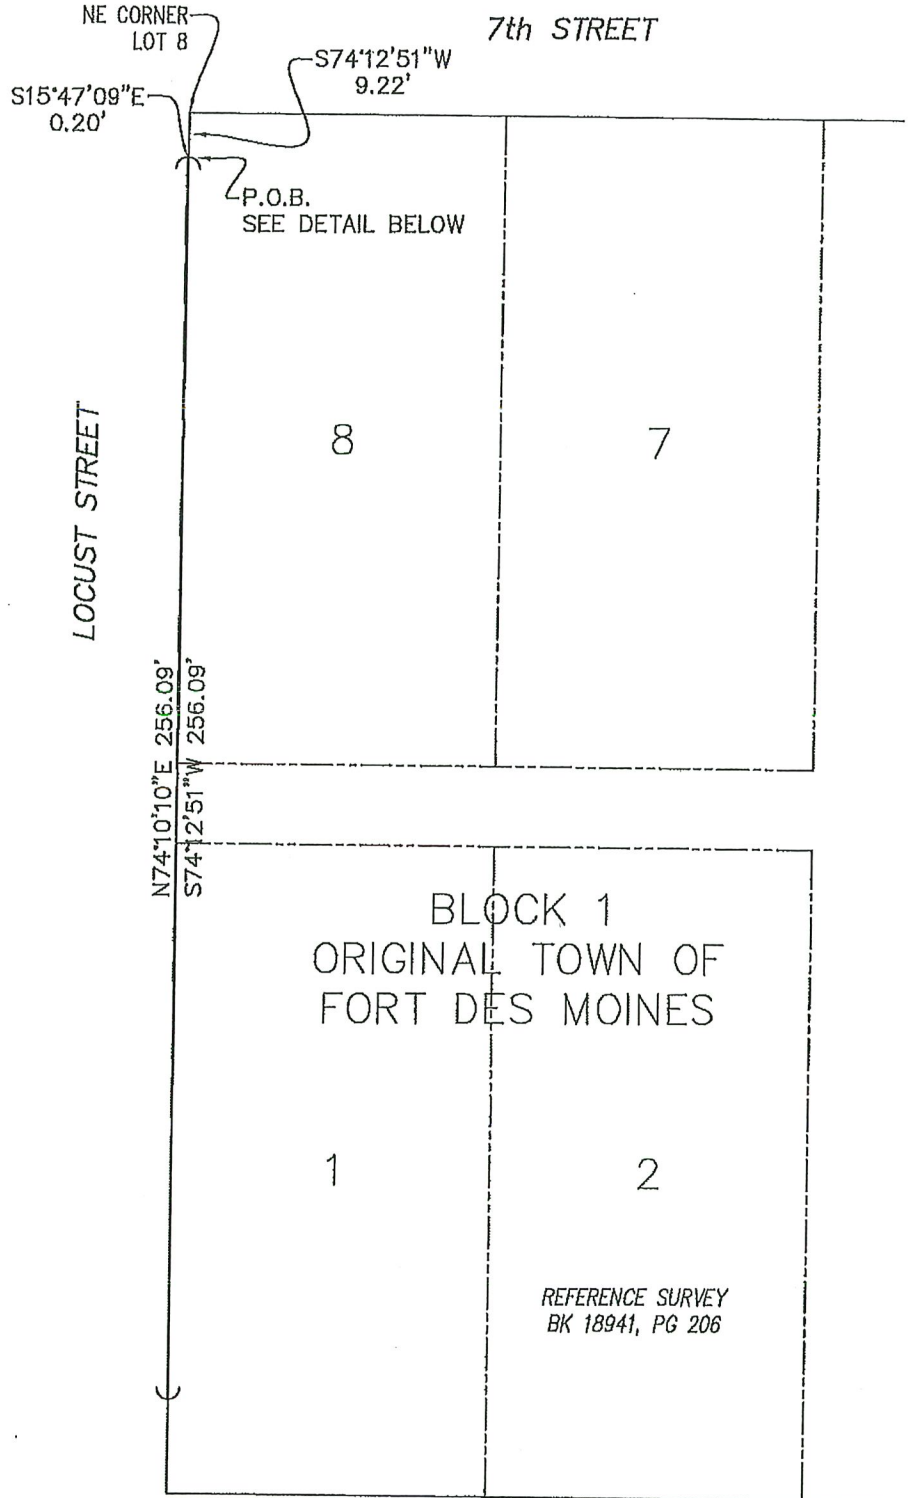 NE CORNER
LOT 8
7th STREET
S74°12'51"W
9.22'
S15°47'09"E
0.20'
P.O.B.
SEE DETAIL BELOW
LOCUST STREET
8
7
N74°10'10"E 256.09'
S74°12'51"W 256.09'
BLOCK 1
ORIGINAL TOWN OF
FORT DES MOINES
1
2
REFERENCE SURVEY
BK 18941, PG 206